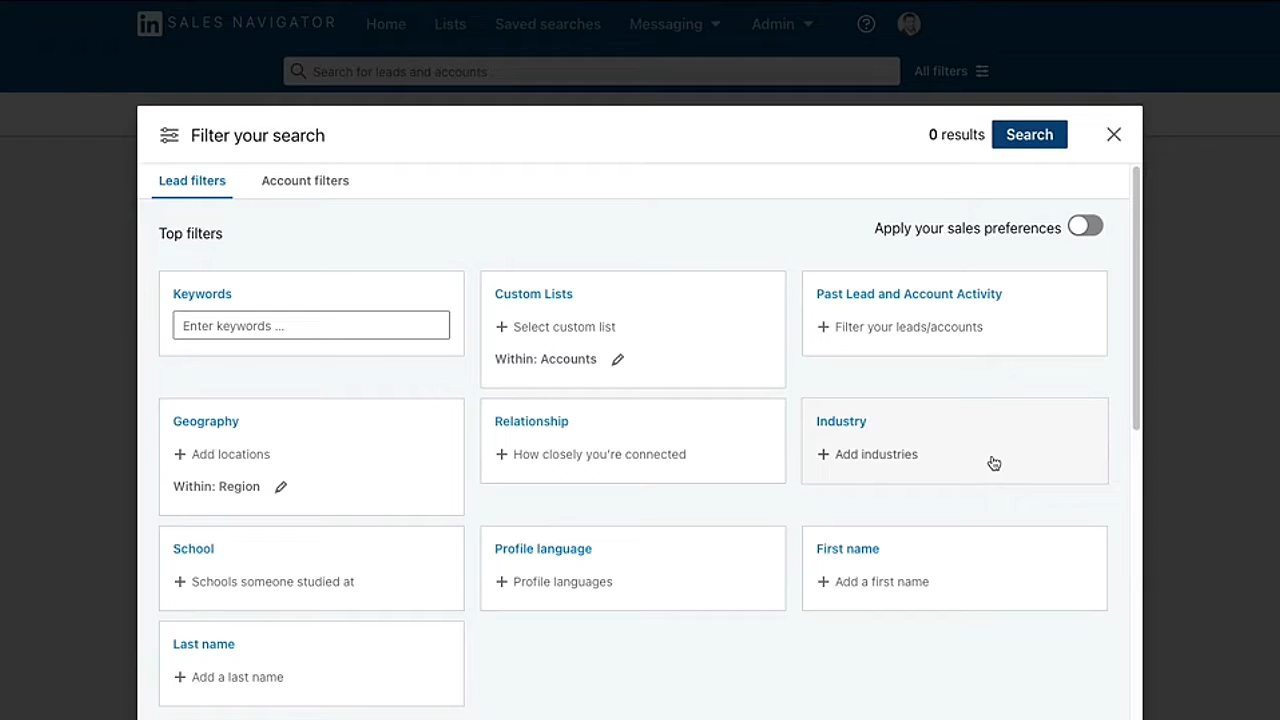 in SALES NAVIGATOR Home Lists Saved searches Messaging Admin
Search for leads and accounts All filters
Filter your search 0 results Search
Lead filters Account filters
Top filters Apply your sales preferences
Keywords
Enter keywords ...
Custom Lists
+ Select custom list
Within: Accounts
Past Lead and Account Activity
+ Filter your leads/accounts
Geography
+ Add locations
Within: Region
Relationship
+ How closely you're connected
Industry
+ Add industries
School
+ Schools someone studied at
Profile language
+ Profile languages
First name
+ Add a first name
Last name
+ Add a last name